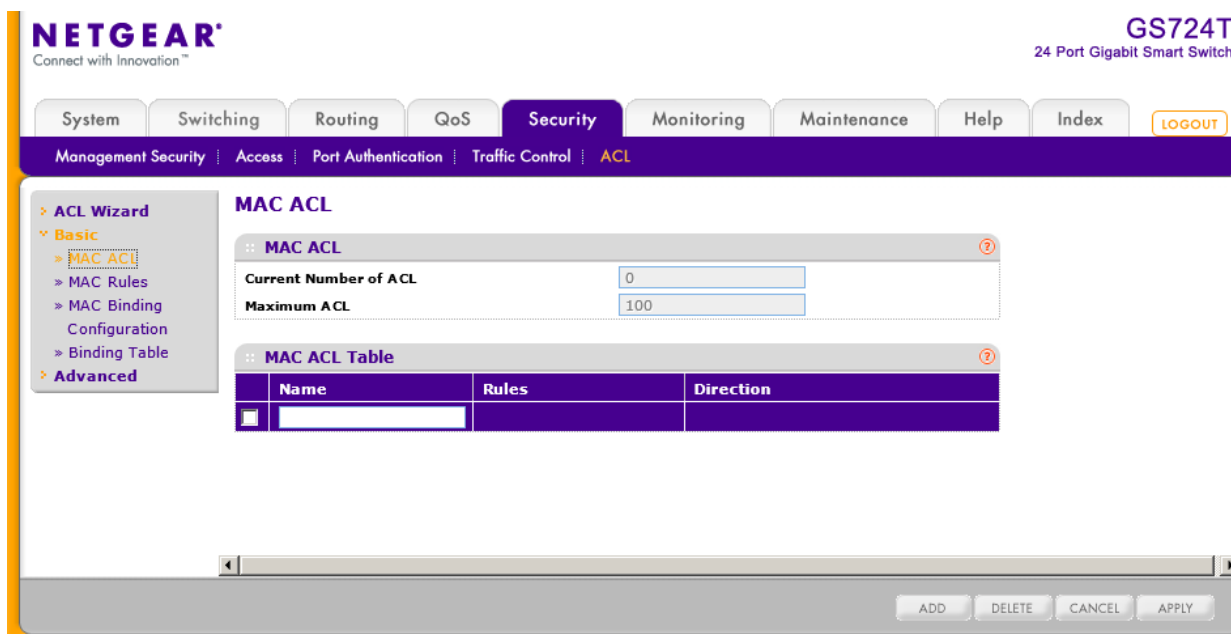 NETGEAR®
Connect with Innovation™
GS724T
24 Port Gigabit Smart Switch
System Switching Routing QoS Security Monitoring Maintenance Help Index LOGOUT
Management Security Access Port Authentication Traffic Control ACL
ACL Wizard
Basic
» MAC ACL
» MAC Rules
» MAC Binding
Configuration
» Binding Table
Advanced
MAC ACL
MAC ACL ?
Current Number of ACL 0
Maximum ACL 100
MAC ACL Table ?
Name Rules Direction
ADD DELETE CANCEL APPLY